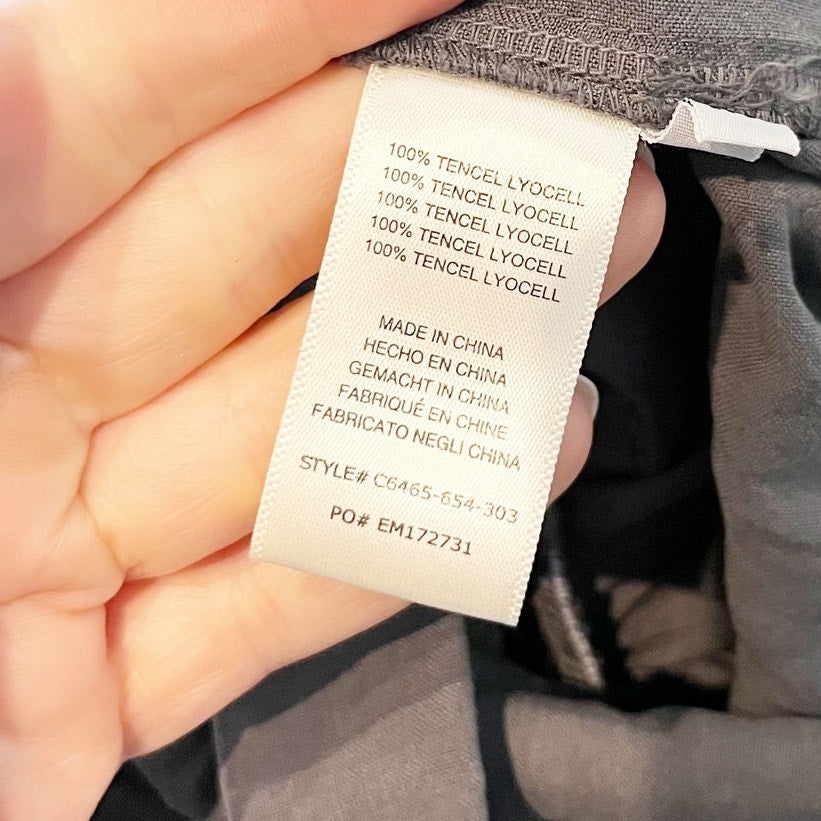 100% TENCEL LYOCELL
100% TENCEL LYOCELL
100% TENCEL LYOCELL
100% TENCEL LYOCELL
100% TENCEL LYOCELL
MADE IN CHINA
HECHO EN CHINA
GEMACHT IN CHINA
FABRIQUÉ EN CHINE
FABRICATO NEGLI CHINA
STYLE# C6465-654-303
PO# EM172731